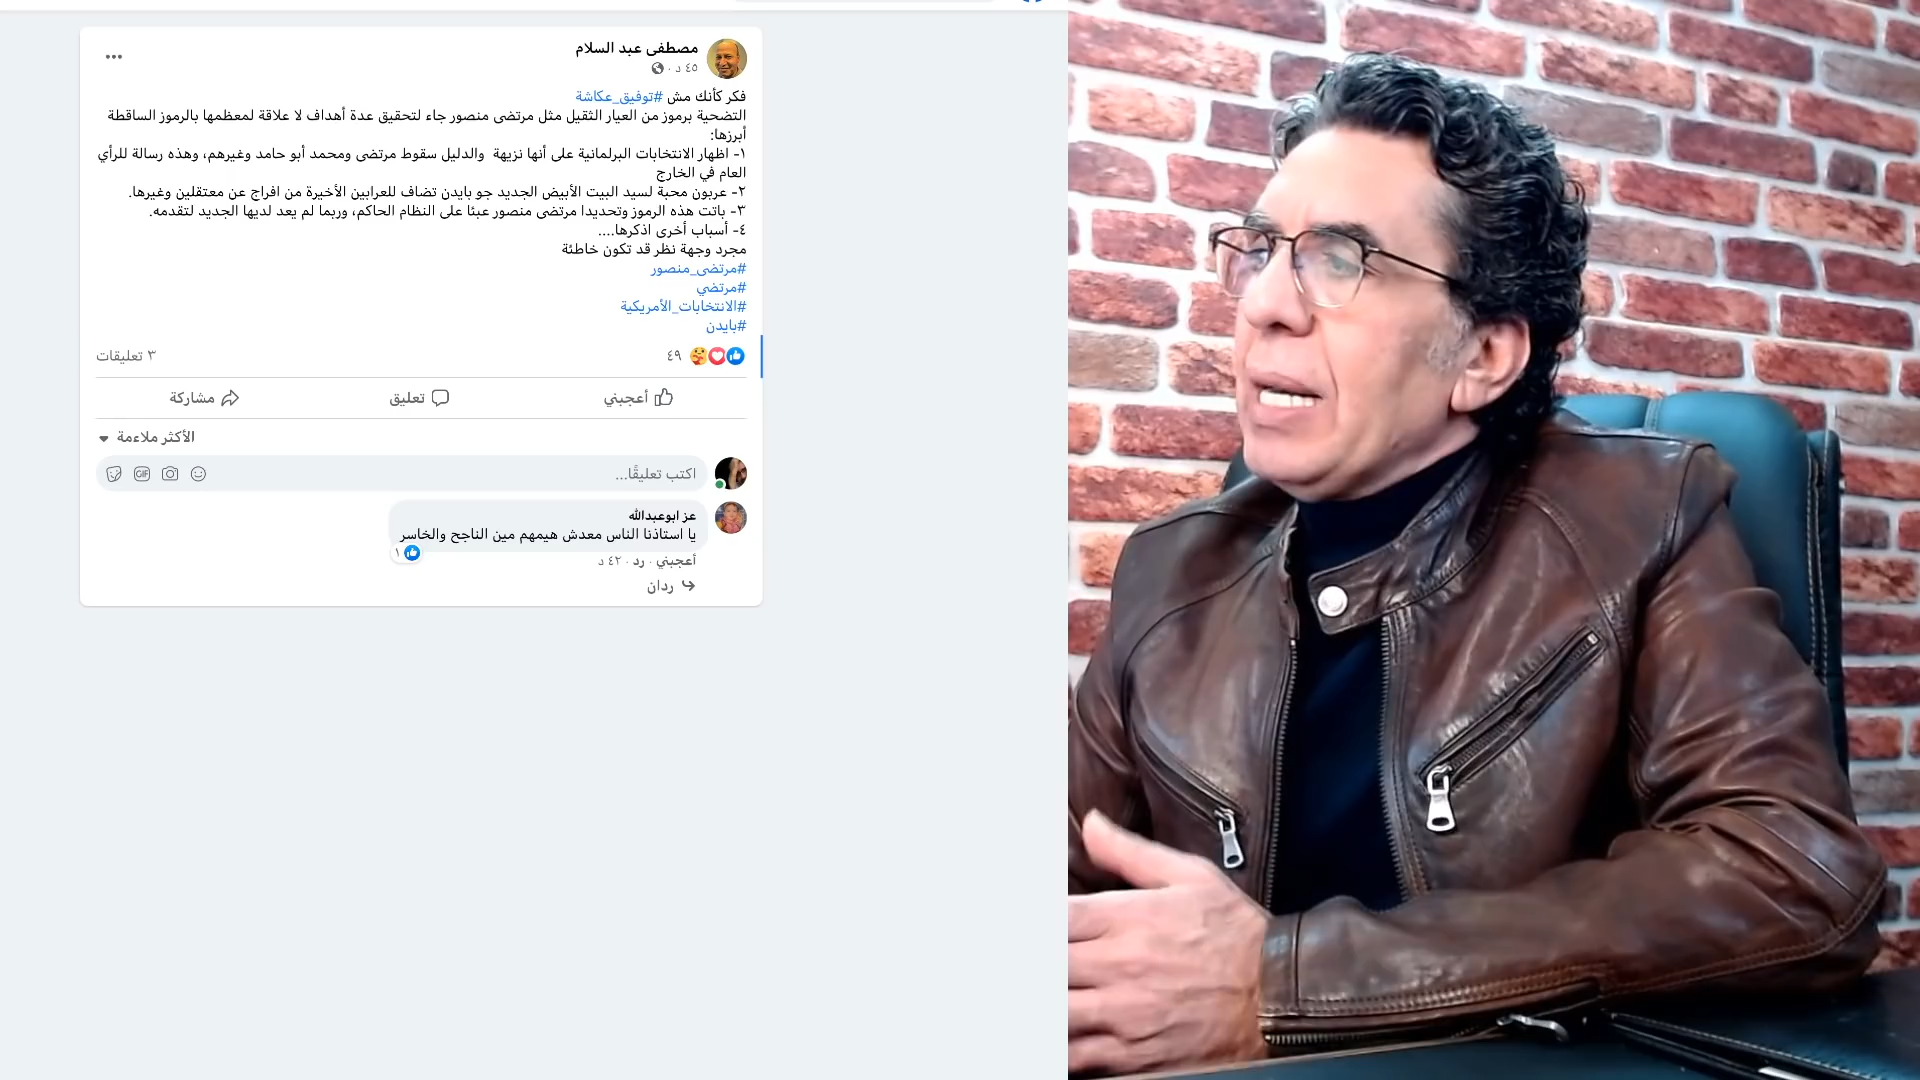 مصطفى عبد السلام
٤٥ د ·
فكر كأنك مش #توفيق_عكاشة
التضحية برموز من العيار الثقيل مثل مرتضى منصور جاء لتحقيق عدة أهداف لا علاقة لمعظمها بالرموز الساقطة
أبرزها:
١- اظهار الانتخابات البرلمانية على أنها نزيهة  والدليل سقوط مرتضى ومحمد أبو حامد وغيرهم، وهذه رسالة للرأي
العام في الخارج
٢- عربون محبة لسيد البيت الأبيض الجديد جو بايدن تضاف للعرابين الأخيرة من افراج عن معتقلين وغيرها.
٣- باتت هذه الرموز وتحديدا مرتضى منصور عبئا على النظام الحاكم، وربما لم يعد لديها الجديد لتقدمه.
٤- أسباب أخرى اذكرها....
مجرد وجهة نظر قد تكون خاطئة
#مرتضى_منصور
#مرتضي
#الانتخابات_الأمريكية
#بايدن
٤٩ ٣ تعليقات
أعجبني تعليق مشاركة
الأكثر ملاءمة
اكتب تعليقًا... GIF
عز ابوعبدالله
يا استاذنا الناس معدش هيمهم مين الناجح والخاسر
١
أعجبني · رد · ٤٢ د
ردان